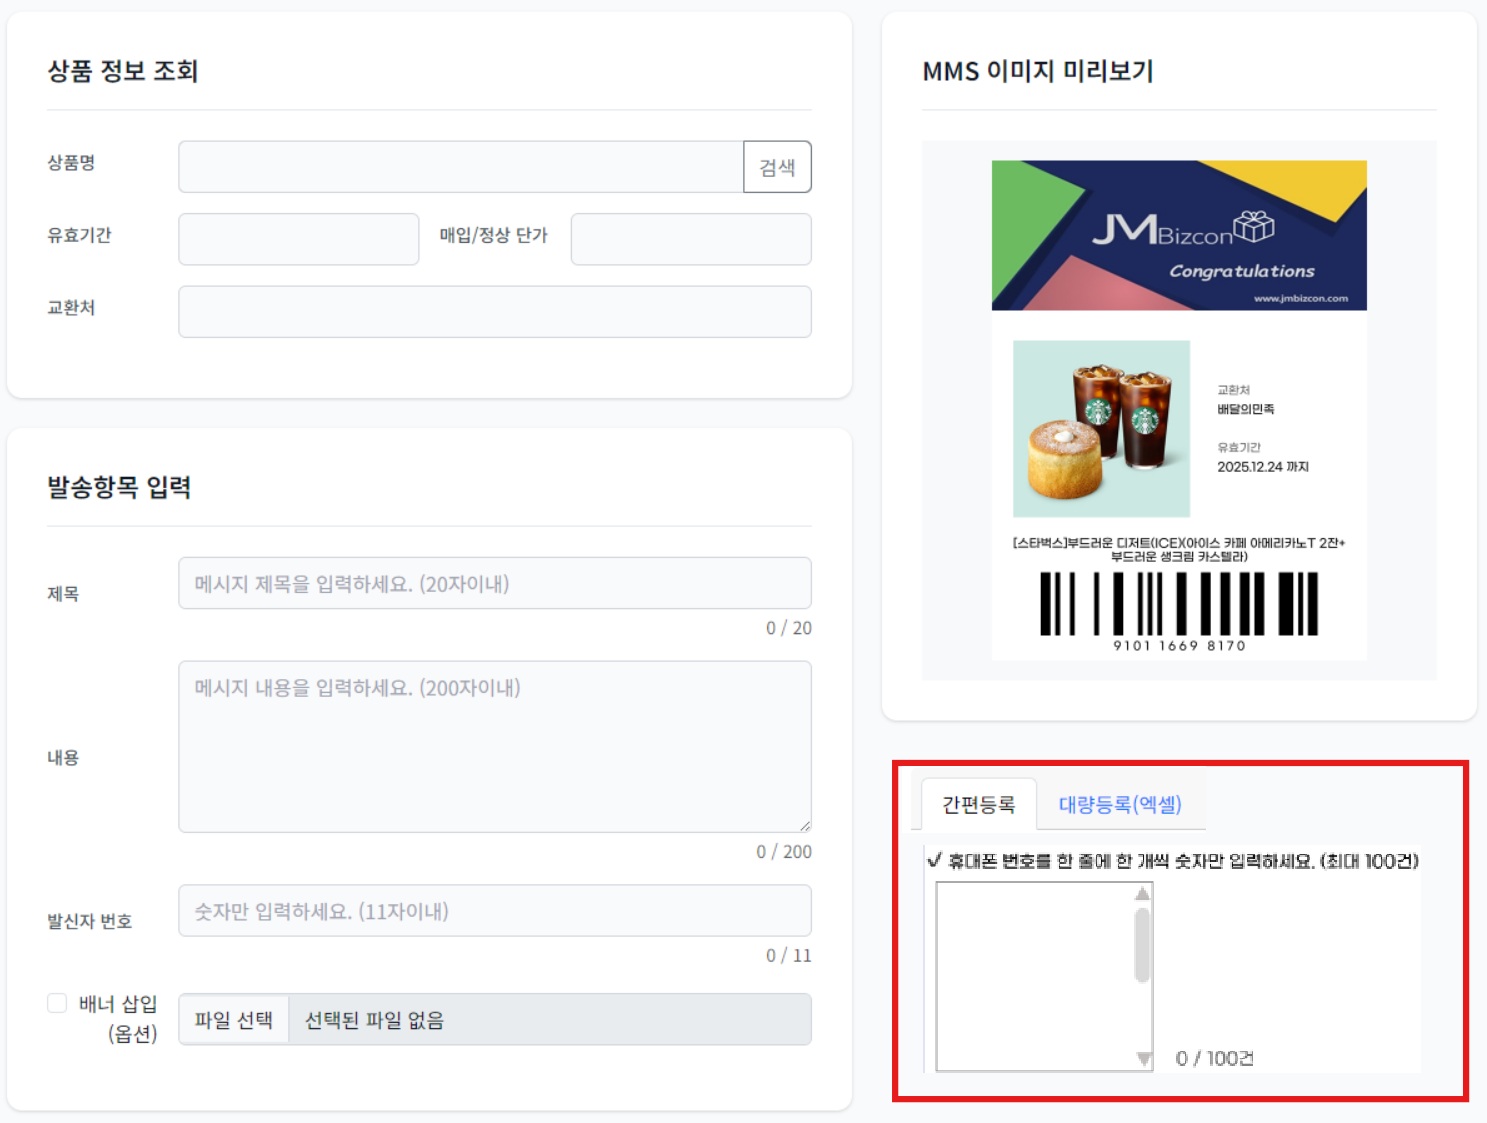 상품 정보 조회
상품명
검색
유효기간
매입/정상 단가
교환처
발송항목 입력
제목
메시지 제목을 입력하세요. (20자이내)
0 / 20
내용
메시지 내용을 입력하세요. (200자이내)
0 / 200
발신자 번호
숫자만 입력하세요. (11자이내)
0 / 11
배너 삽입
(옵션)
파일 선택
선택된 파일 없음
MMS 이미지 미리보기
JM Bizcon
Congratulations
www.jmbizcon.com
교환처
배달의민족
유효기간
2025.12.24 까지
[스타벅스]부드러운 디저트(ICE)(아이스 카페 아메리카노T 2잔+
부드러운 생크림 카스텔라)
9101 1669 8170
간편등록
대량등록(엑셀)
✓ 휴대폰 번호를 한 줄에 한 개씩 숫자만 입력하세요. (최대 100건)
0 / 100건